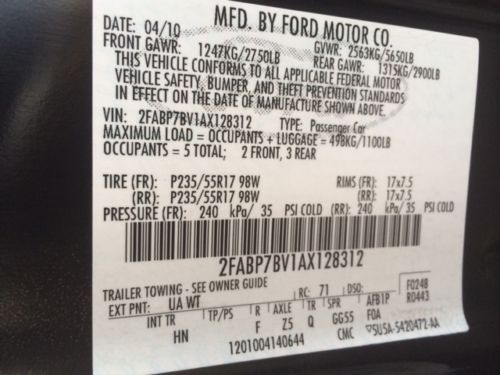 MFD. BY FORD MOTOR CO.
DATE: 04/10 GVWR: 2563KG/5650LB
FRONT GAWR: 1247KG/2750LB REAR GAWR: 1315KG/2900LB
THIS VEHICLE CONFORMS TO ALL APPLICABLE FEDERAL MOTOR
VEHICLE SAFETY, BUMPER, AND THEFT PREVENTION STANDARDS
IN EFFECT ON THE DATE OF MANUFACTURE SHOWN ABOVE.
VIN: 2FABP7BV1AX128312 TYPE: Passenger Car
MAXIMUM LOAD = OCCUPANTS + LUGGAGE = 498KG/1100LB
OCCUPANTS = 5 TOTAL; 2 FRONT, 3 REAR
TIRE (FR): P235/55R17 98W RIMS (FR): 17x7.5
(RR): P235/55R17 98W (RR): 17x7.5
PRESSURE (FR): 240 kPa/ 35 PSI COLD (RR): 240 kPa/ 35 PSI COLD
2FABP7BV1AX128312
TRAILER TOWING - SEE OWNER GUIDE
EXT PNT: UA WT RC: 71 DSO: F0248
INT TR TP/PS R AXLE TR SPR AFB1P R0443
HN F Z5 Q GG55 FOA
1201004140644 CMC 5U5A-5420472-AA